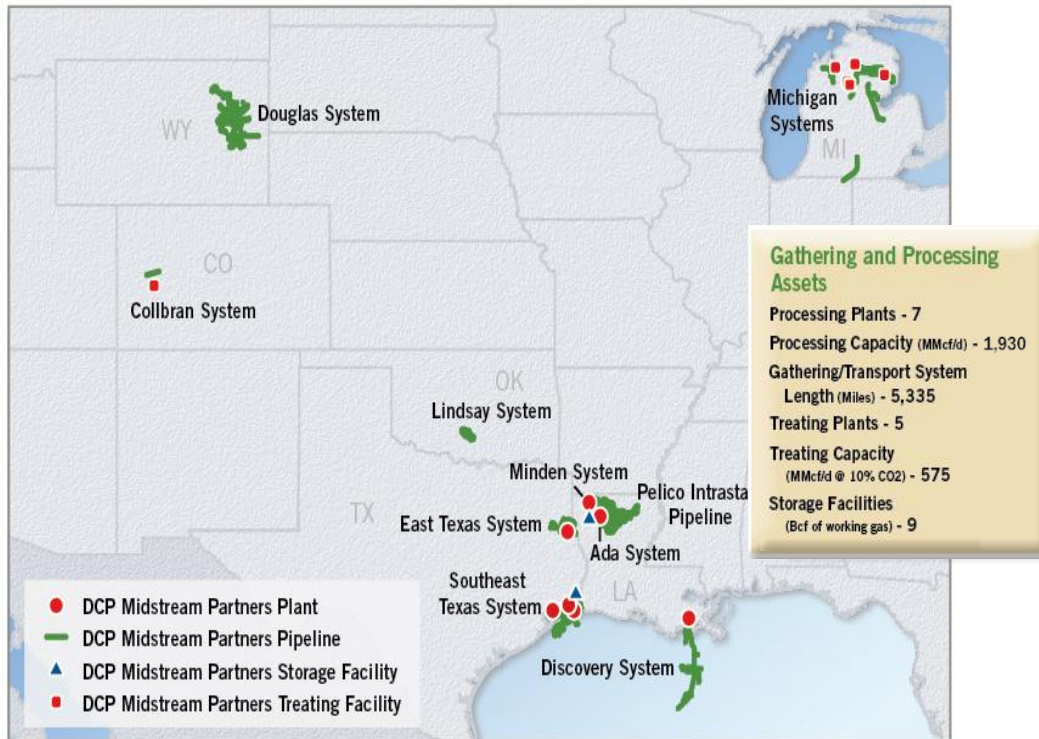 WY
Douglas System
Michigan
Systems
MI
CO
Collbran System
Gathering and Processing
Assets
Processing Plants - 7
Processing Capacity (MMcf/d) - 1,930
Gathering/Transport System
Length (Miles) - 5,335
Treating Plants - 5
Treating Capacity
(MMcf/d @ 10% CO2) - 575
Storage Facilities
(Bcf of working gas) - 9
OK
Lindsay System
Minden System
Pelico Intrasta
Pipeline
TX
East Texas System
Ada System
Southeast
Texas System
LA
Discovery System
DCP Midstream Partners Plant
DCP Midstream Partners Pipeline
DCP Midstream Partners Storage Facility
DCP Midstream Partners Treating Facility